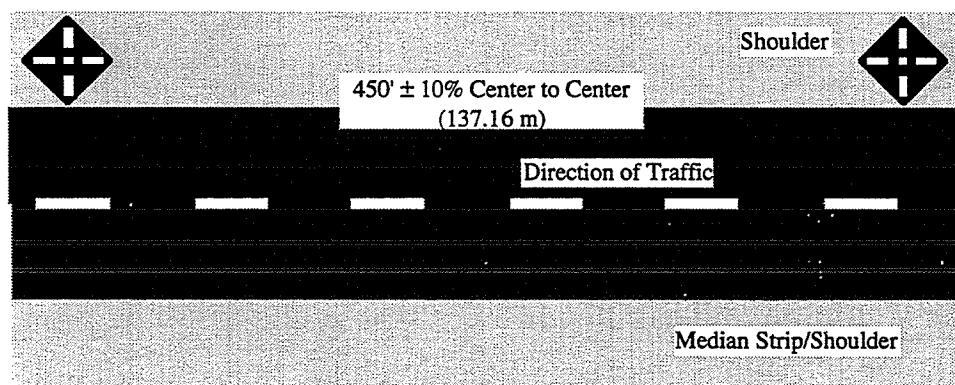 Shoulder
450' ± 10% Center to Center
(137.16 m)
Direction of Traffic
Median Strip/Shoulder